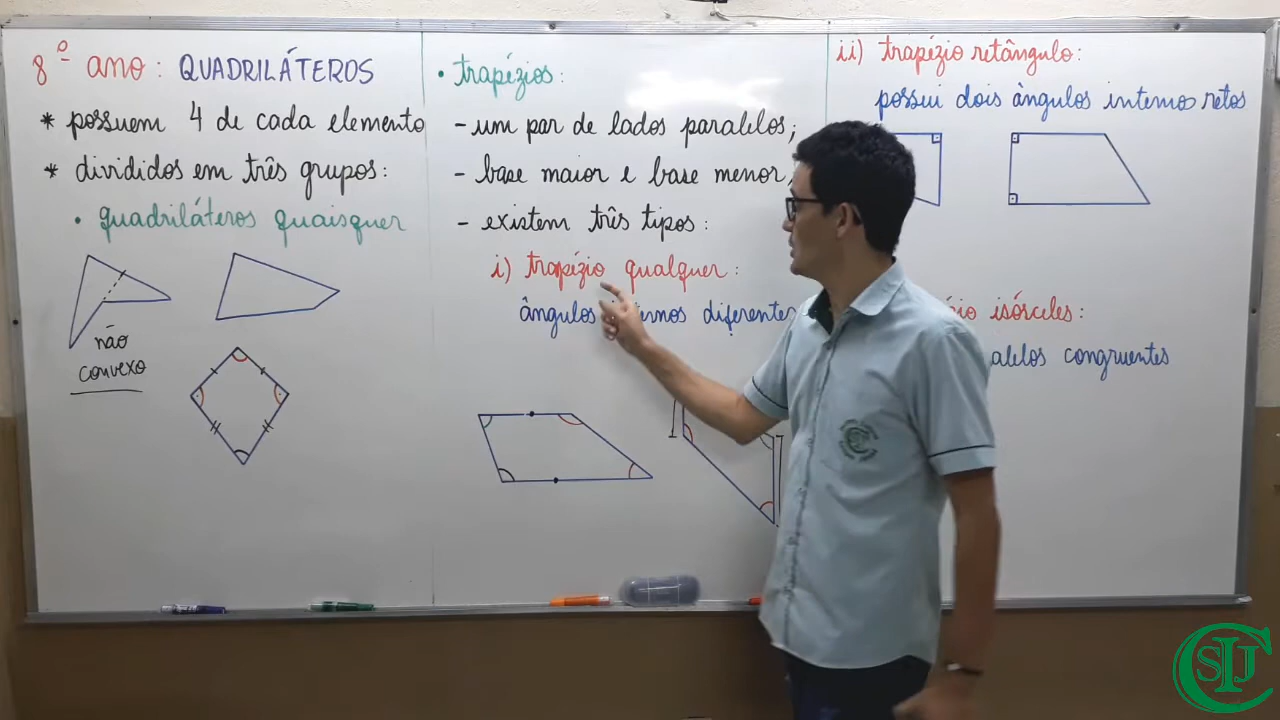 8º ano: QUADRILÁTEROS
* possuem 4 de cada elemento
* divididos em três grupos:
• quadriláteros quaisquer
não
convexo
• trapézios:
- um par de lados paralelos;
- base maior e base menor;
- existem três tipos:
i) trapézio qualquer:
ângulos internos diferentes
ii) trapézio retângulo:
possui dois ângulos internos retos
isósceles:
congruentes
CSIJ